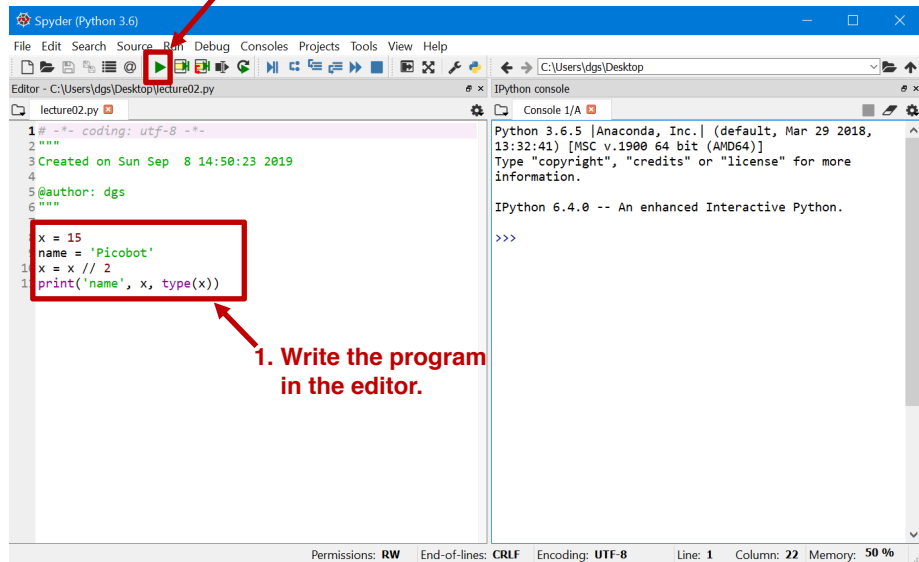 Spyder (Python 3.6)
File Edit Search Source Run Debug Consoles Projects Tools View Help
C:\Users\dgs\Desktop
Editor - C:\Users\dgs\Desktop\lecture02.py
IPython console
lecture02.py
Console 1/A
1 # -*- coding: utf-8 -*-
2 """
3 Created on Sun Sep  8 14:50:23 2019
4
5 @author: dgs
6 """
7
8 x = 15
9 name = 'Picobot'
10 x = x // 2
11 print('name', x, type(x))
1. Write the program
in the editor.
Python 3.6.5 |Anaconda, Inc.| (default, Mar 29 2018,
13:32:41) [MSC v.1900 64 bit (AMD64)]
Type "copyright", "credits" or "license" for more
information.
IPython 6.4.0 -- An enhanced Interactive Python.
>>>
Permissions: RW End-of-lines: CRLF Encoding: UTF-8 Line: 1 Column: 22 Memory: 50 %